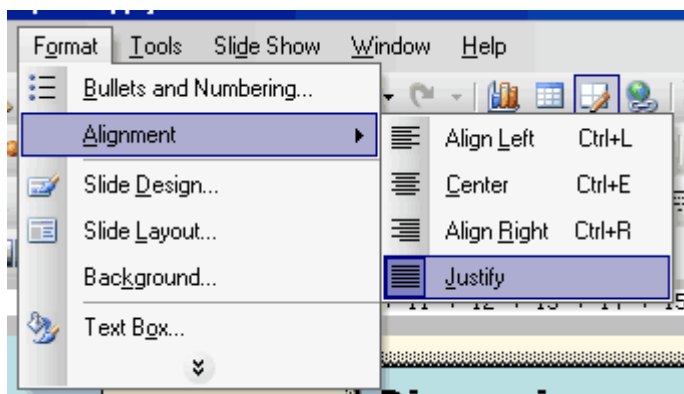 Format Tools Slide Show Window Help
Bullets and Numbering...
Alignment
Align Left Ctrl+L
Slide Design...
Center Ctrl+E
Slide Layout...
Align Right Ctrl+R
Background...
Justify
Text Box...